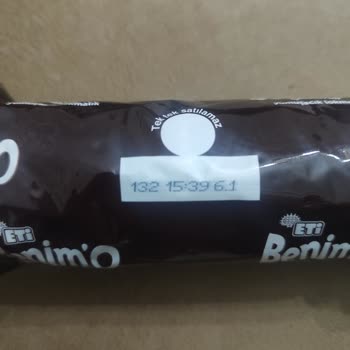 Tek tek satılamaz
132 15:39 6.1
O
ETİ
Benim'O
ETİ
Benim'O